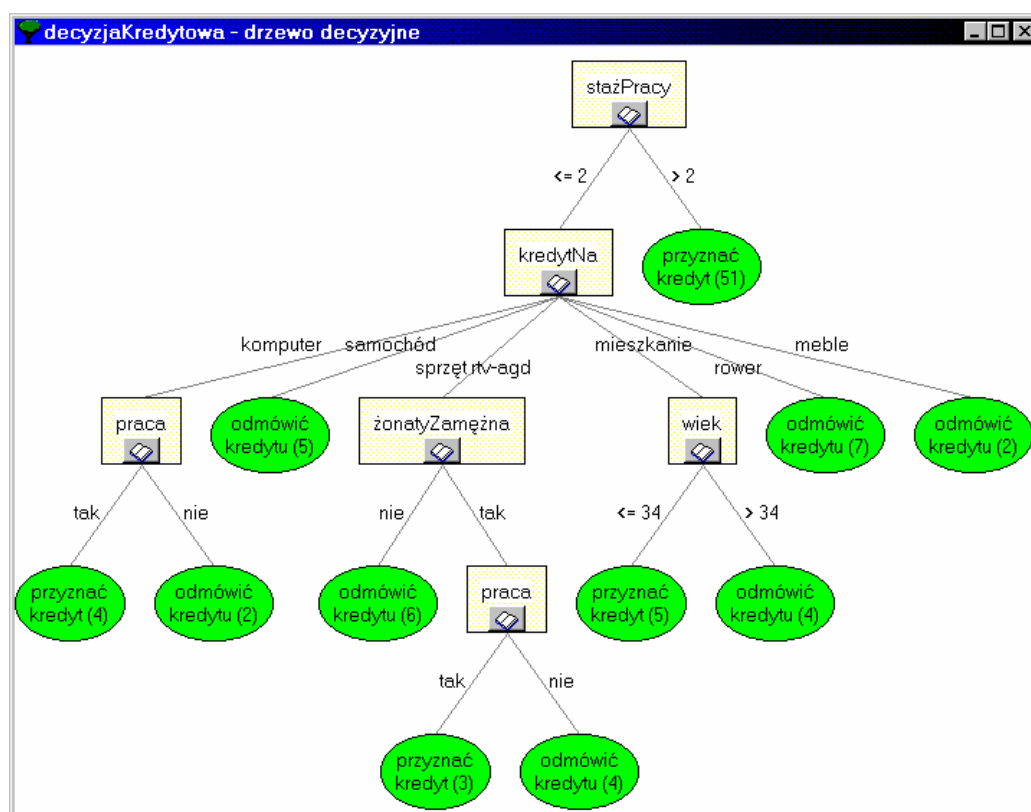 decyzjaKredytowa - drzewo decyzyjne
stażPracy
<= 2
> 2
kredytNa
przyznać
kredyt (51)
komputer
samochód
sprzęt rtv-agd
mieszkanie
rower
meble
praca
odmówić
kredytu (5)
żonatyZamężna
wiek
odmówić
kredytu (7)
odmówić
kredytu (2)
tak
nie
nie
tak
<= 34
> 34
przyznać
kredyt (4)
odmówić
kredytu (2)
odmówić
kredytu (6)
praca
przyznać
kredyt (5)
odmówić
kredytu (4)
tak
nie
przyznać
kredyt (3)
odmówić
kredytu (4)